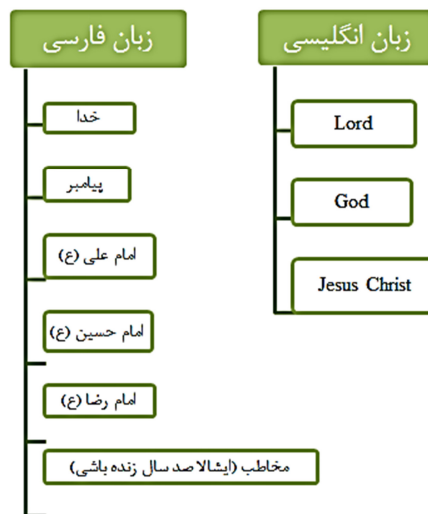 زبان فارسی
خدا
پیامبر
امام علی (ع)
امام حسین (ع)
امام رضا (ع)
مخاطب (ایشالا صد سال زنده باشی)
زبان انگلیسی
Lord
God
Jesus Christ